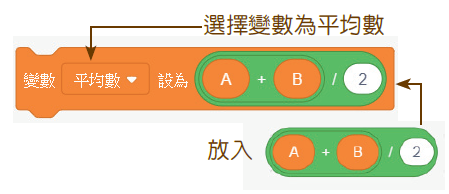 選擇變數為平均數
變數 平均數 ▼ 設為 A + B / 2
放入 A + B / 2